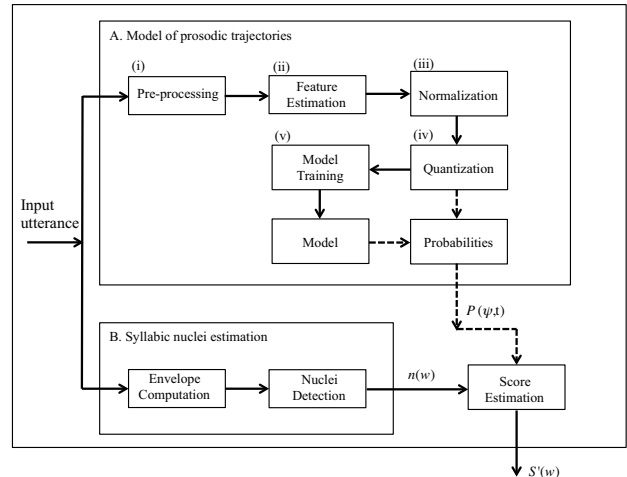 A. Model of prosodic trajectories
(i)
Pre-processing
(ii)
Feature
Estimation
(iii)
Normalization
(iv)
Quantization
(v)
Model
Training
Model
Probabilities
Input
utterance
P(ψ,t)
B. Syllabic nuclei estimation
Envelope
Computation
Nuclei
Detection
n(w)
Score
Estimation
S'(w)